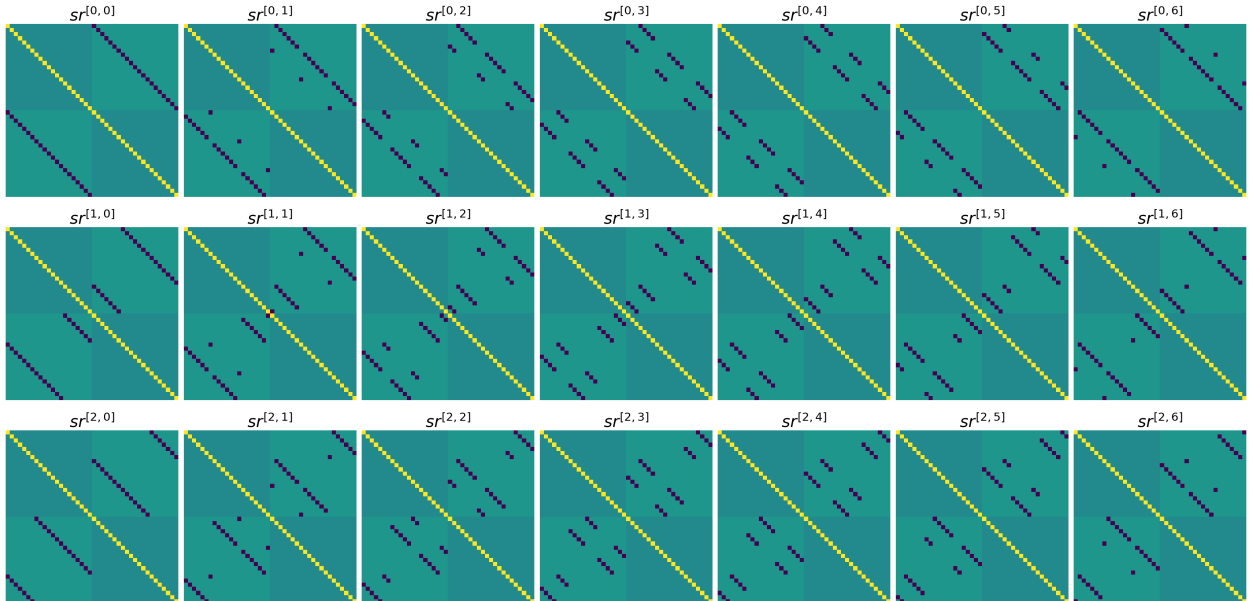 sr[0, 0] sr[0, 1] sr[0, 2] sr[0, 3] sr[0, 4] sr[0, 5] sr[0, 6]
sr[1, 0] sr[1, 1] sr[1, 2] sr[1, 3] sr[1, 4] sr[1, 5] sr[1, 6]
sr[2, 0] sr[2, 1] sr[2, 2] sr[2, 3] sr[2, 4] sr[2, 5] sr[2, 6]